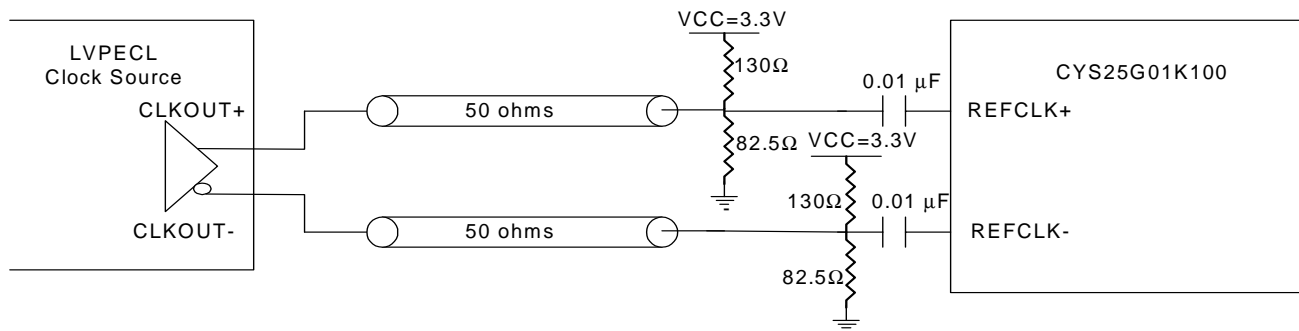 VCC=3.3V
LVPECL
Clock Source
130Ω
0.01 µF
CYS25G01K100
CLKOUT+
50 ohms
REFCLK+
82.5Ω
VCC=3.3V
130Ω
0.01 µF
CLKOUT-
50 ohms
REFCLK-
82.5Ω